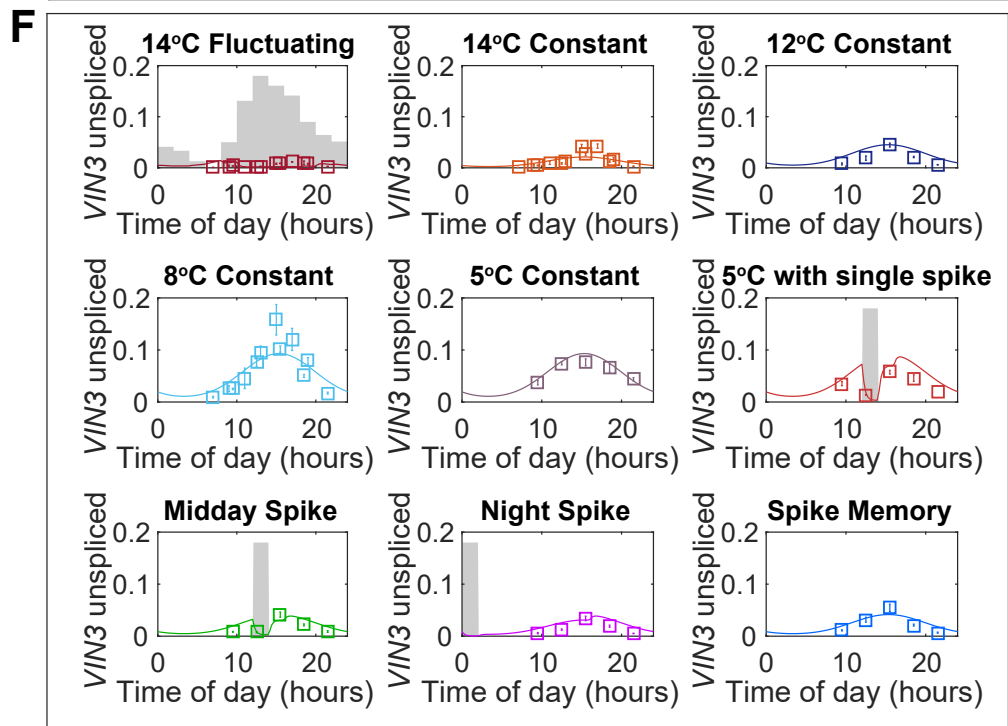 F
14°C Fluctuating
14°C Constant
12°C Constant
VIN3 unspliced
0.2
0.1
0
0 10 20
Time of day (hours)
VIN3 unspliced
0.2
0.1
0
0 10 20
Time of day (hours)
VIN3 unspliced
0.2
0.1
0
0 10 20
Time of day (hours)
8°C Constant
5°C Constant
5°C with single spike
VIN3 unspliced
0.2
0.1
0
0 10 20
Time of day (hours)
VIN3 unspliced
0.2
0.1
0
0 10 20
Time of day (hours)
VIN3 unspliced
0.2
0.1
0
0 10 20
Time of day (hours)
Midday Spike
Night Spike
Spike Memory
VIN3 unspliced
0.2
0.1
0
0 10 20
Time of day (hours)
VIN3 unspliced
0.2
0.1
0
0 10 20
Time of day (hours)
VIN3 unspliced
0.2
0.1
0
0 10 20
Time of day (hours)